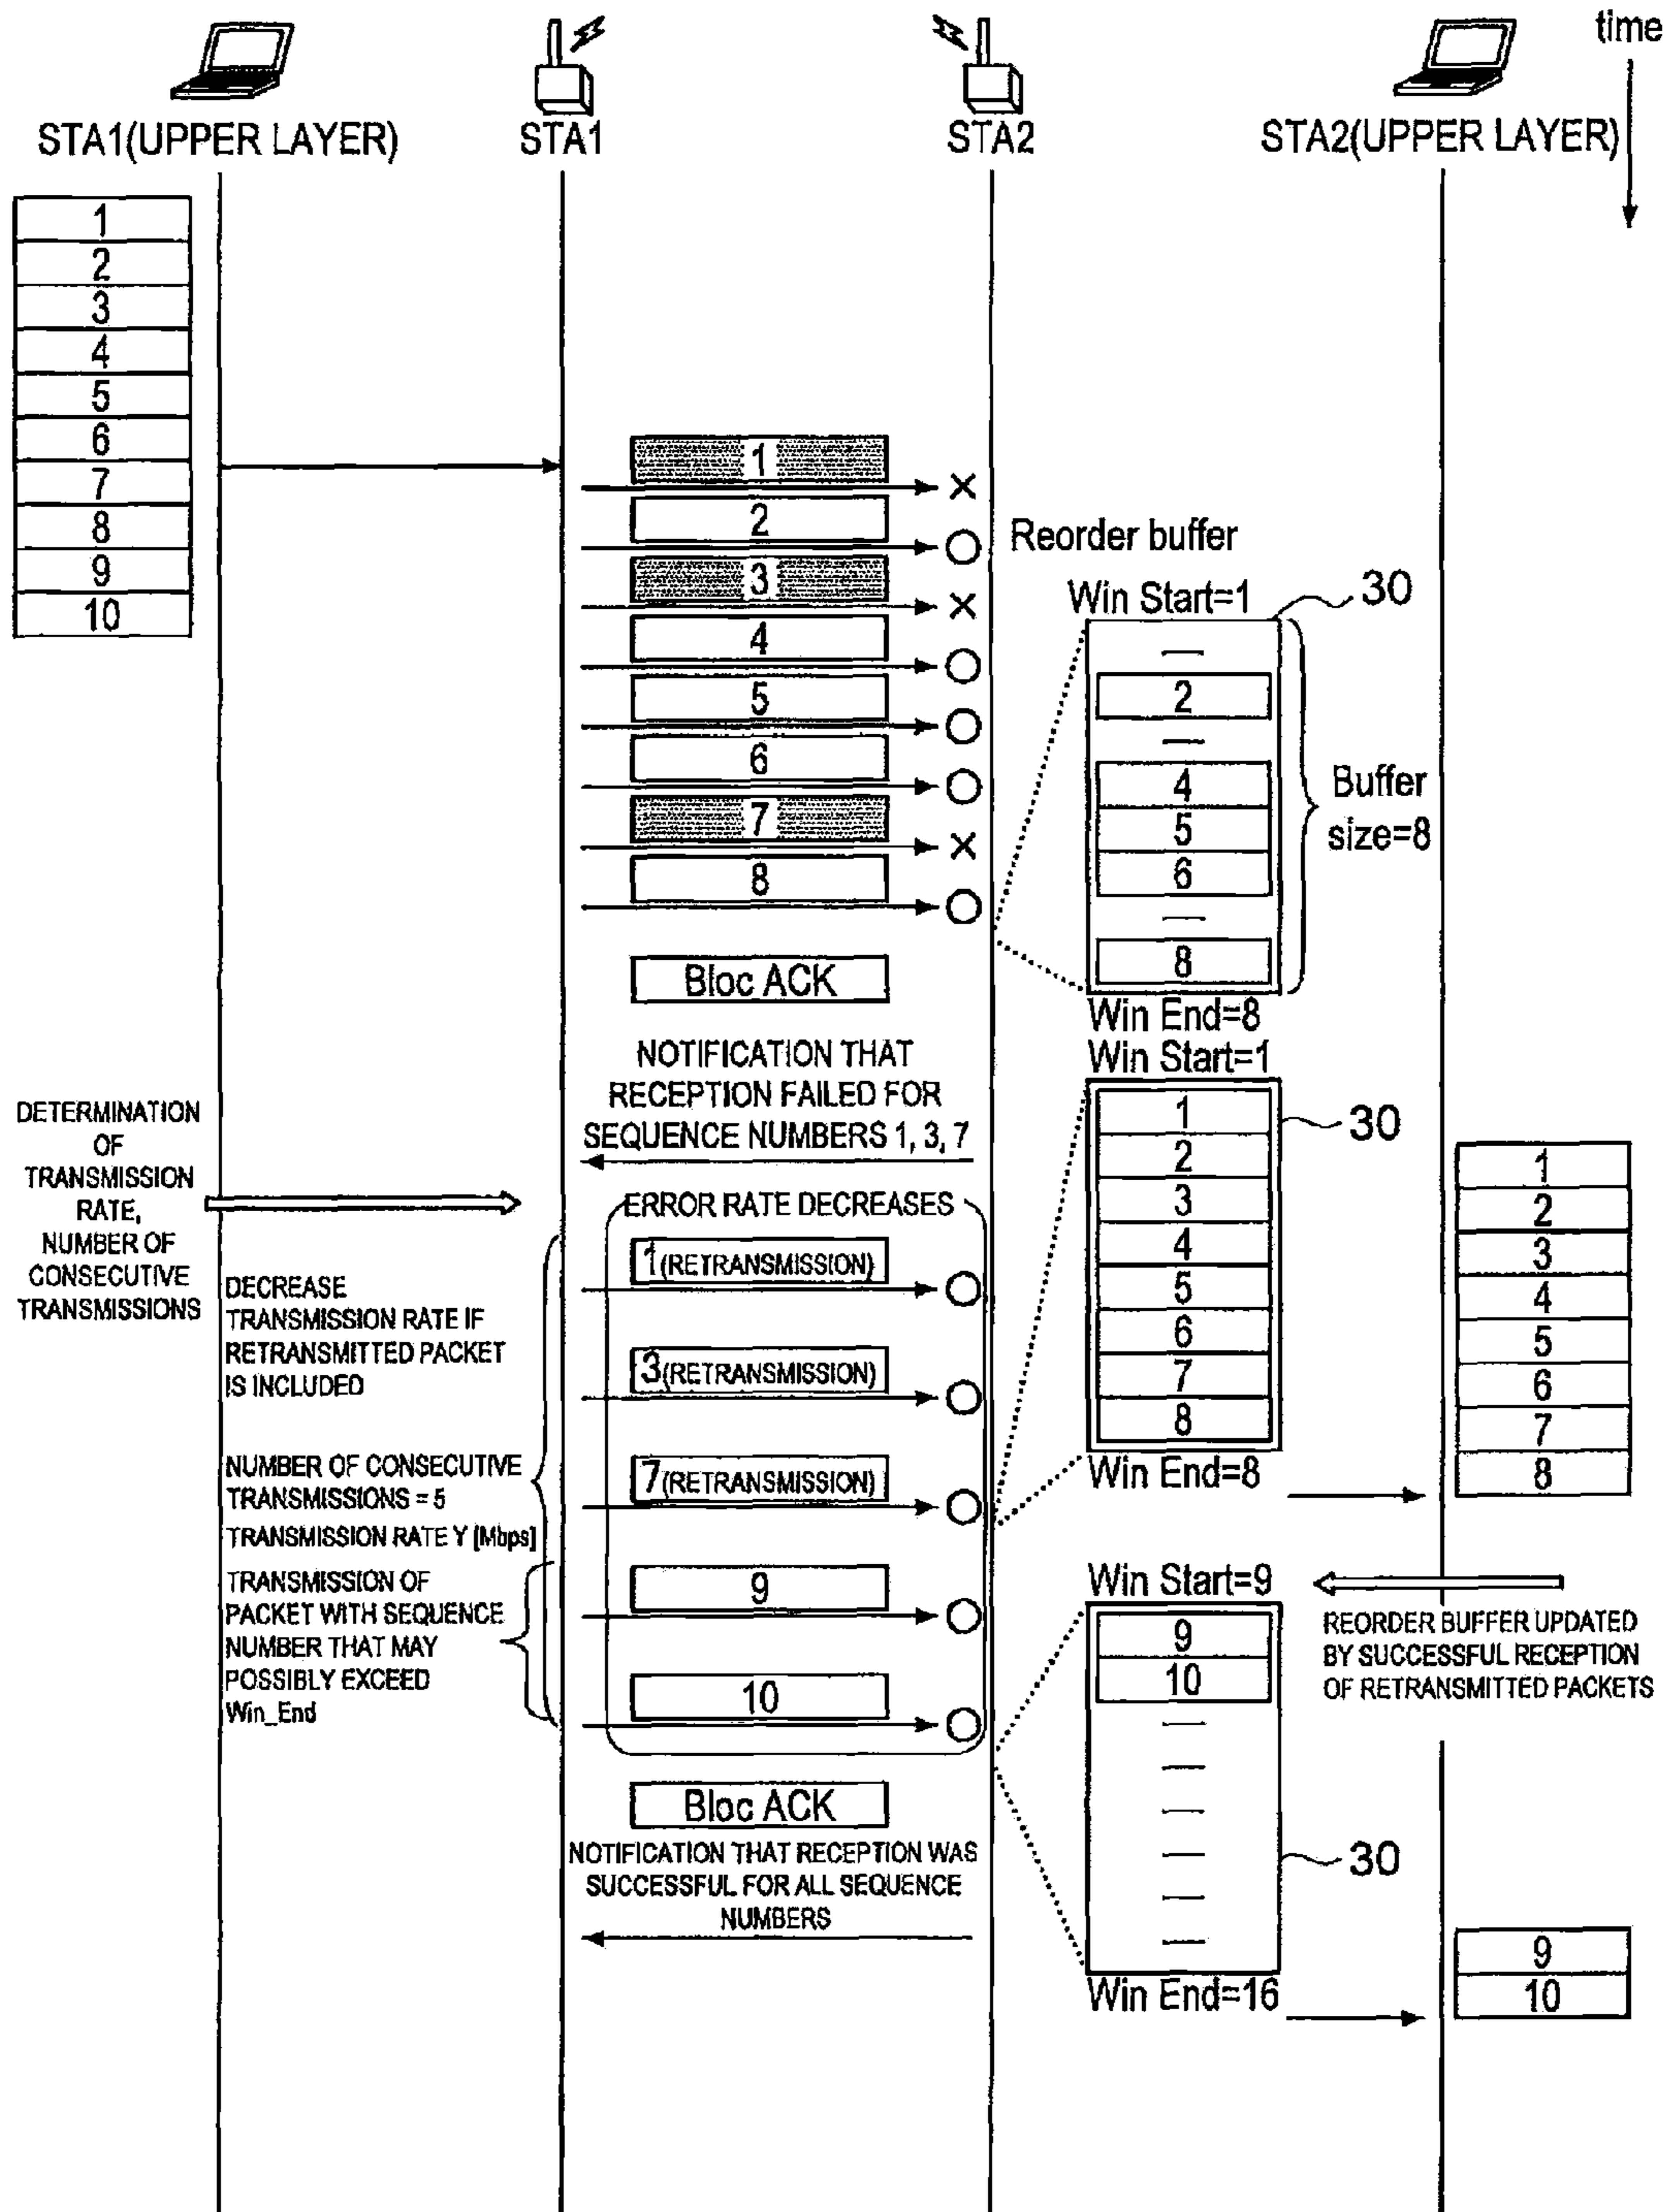 time
STA1(UPPER LAYER)
STA1
STA2
STA2(UPPER LAYER)
1
2
3
4
5
6
7
8
9
10
1
×
2
3
×
4
5
6
7
×
8
Reorder buffer
Win Start=1
30
2
4
5
6
8
Buffer
size=8
Win End=8
Bloc ACK
NOTIFICATION THAT
RECEPTION FAILED FOR
SEQUENCE NUMBERS 1, 3, 7
DETERMINATION
OF
TRANSMISSION
RATE,
NUMBER OF
CONSECUTIVE
TRANSMISSIONS
Win Start=1
30
1
2
3
4
5
6
7
8
Win End=8
1
2
3
4
5
6
7
8
ERROR RATE DECREASES
1(RETRANSMISSION)
3(RETRANSMISSION)
7(RETRANSMISSION)
9
10
DECREASE
TRANSMISSION RATE IF
RETRANSMITTED PACKET
IS INCLUDED
NUMBER OF CONSECUTIVE
TRANSMISSIONS = 5
TRANSMISSION RATE Y [Mbps]
TRANSMISSION OF
PACKET WITH SEQUENCE
NUMBER THAT MAY
POSSIBLY EXCEED
Win_End
Win Start=9
9
10
30
Win End=16
REORDER BUFFER UPDATED
BY SUCCESSFUL RECEPTION
OF RETRANSMITTED PACKETS
Bloc ACK
NOTIFICATION THAT RECEPTION WAS
SUCCESSFUL FOR ALL SEQUENCE
NUMBERS
9
10